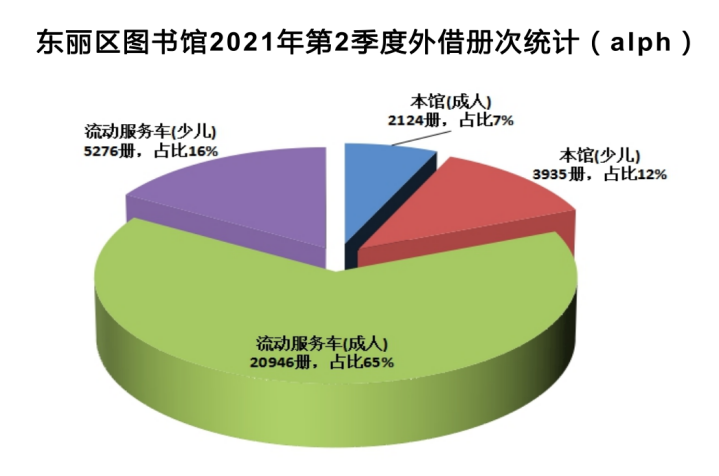 东丽区图书馆2021年第2季度外借册次统计（alph）
本馆(成人)
2124册，占比7%
流动服务车(少儿)
5276册，占比16%
本馆(少儿)
3935册，占比12%
流动服务车(成人)
20946册，占比65%